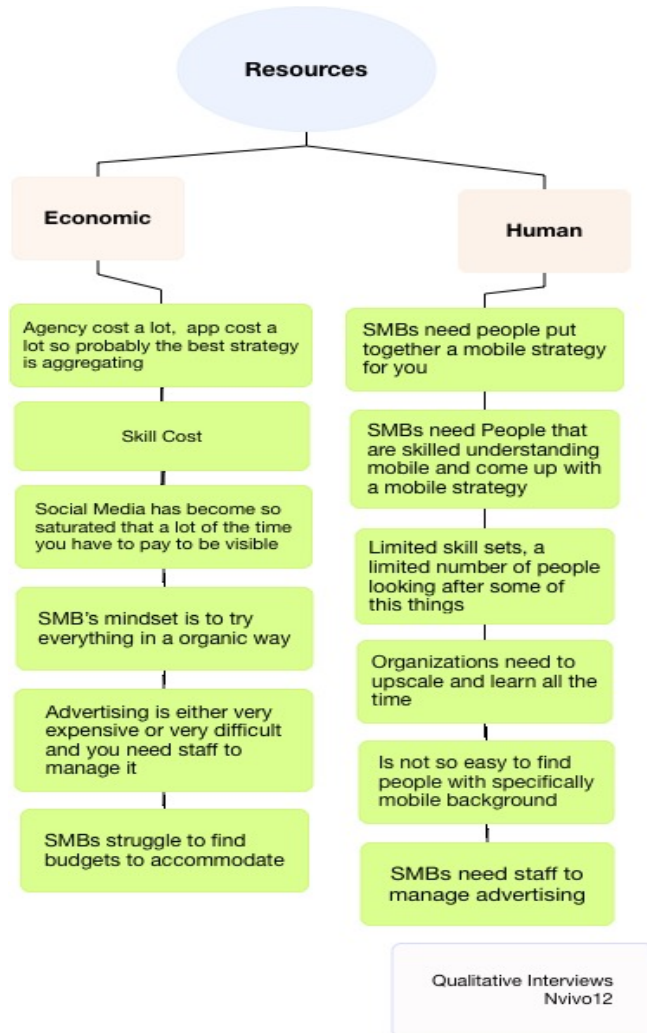 Resources
Economic
Human
Agency cost a lot, app cost a
lot so probably the best strategy
is aggregating
Skill Cost
Social Media has become so
saturated that a lot of the time
you have to pay to be visible
SMB's mindset is to try
everything in a organic way
Advertising is either very
expensive or very difficult
and you need staff to
manage it
SMBs struggle to find
budgets to accommodate
SMBs need people put
together a mobile strategy
for you
SMBs need People that
are skilled understanding
mobile and come up with
a mobile strategy
Limited skill sets, a
limited number of people
looking after some of
this things
Organizations need to
upscale and learn all the
time
Is not so easy to find
people with specifically
mobile background
SMBs need staff to
manage advertising
Qualitative Interviews
Nvivo12